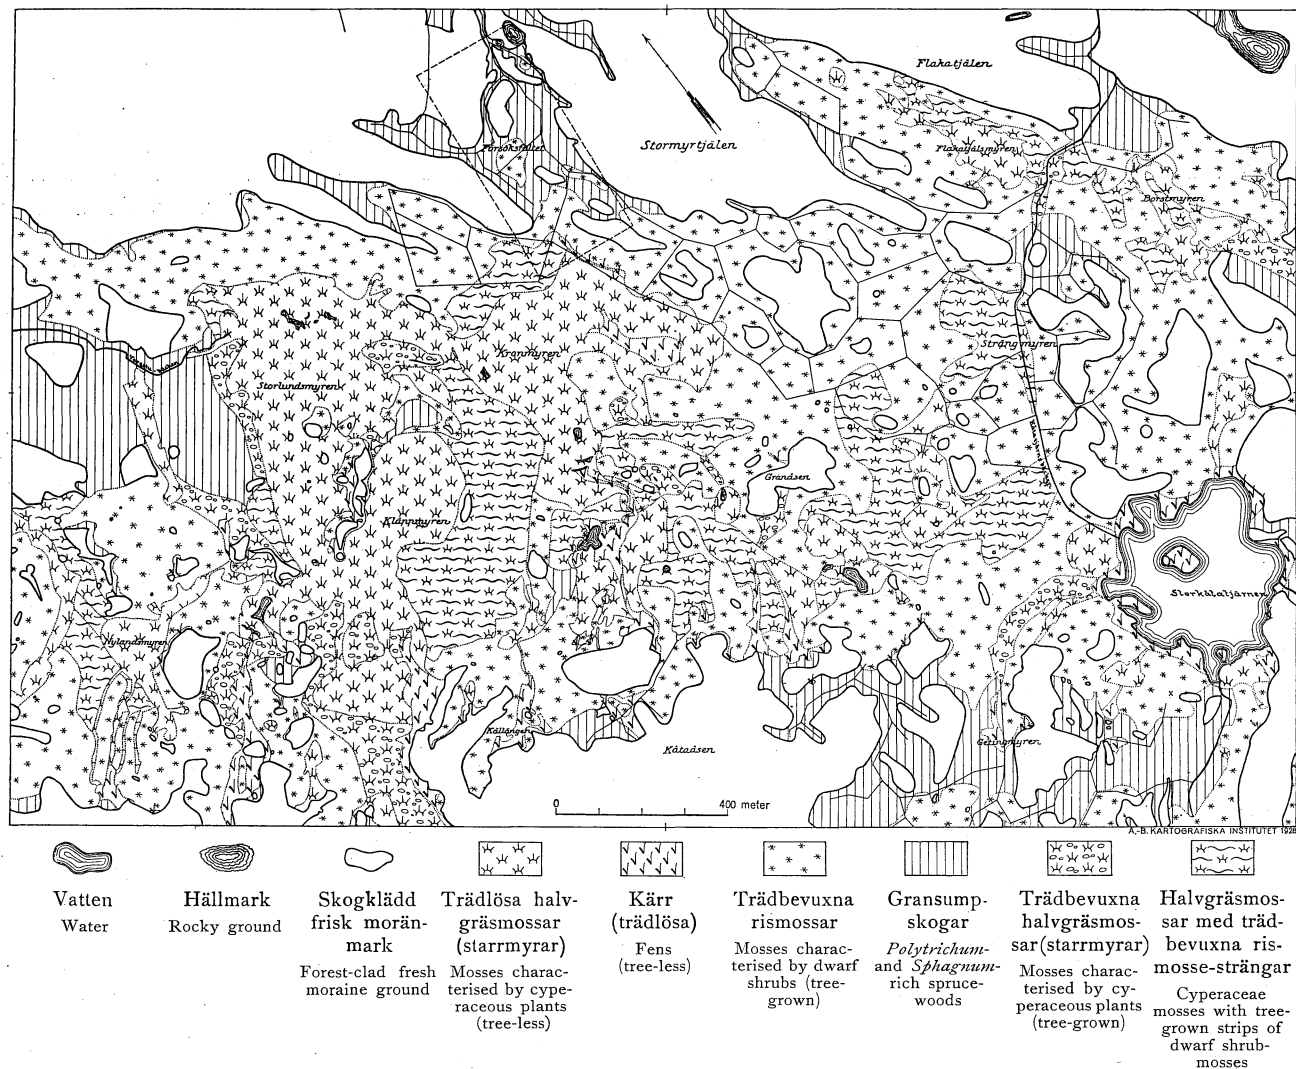 Flakatjälen
Stormyrtjälen
Försöksfältet
Flakatjälsmyren
Borstmyren
Strängmyren
Kronmyren
Storlundsmyren
Granåsen
Klappmyren
Storkåtatjärnen
Nylandsmyren
Källängen
Kåtaåsen
Getingmyren
0 400 meter
A.-B. KARTOGRAFISKA INSTITUTET 1928
Vatten
Water
Hällmark
Rocky ground
Skogklädd
frisk morän-
mark
Forest-clad fresh
moraine ground
Trädlösa halv-
gräsmossar
(starrmyrar)
Mosses charac-
terised by cype-
raceous plants
(tree-less)
Kärr
(trädlösa)
Fens
(tree-less)
Trädbevuxna
rismossar
Mosses charac-
terised by dwarf
shrubs (tree-
grown)
Gransump-
skogar
Polytrichum-
and Sphagnum-
rich spruce-
woods
Trädbevuxna
halvgräsmos-
sar (starrmyrar)
Mosses charac-
terised by cy-
peraceous plants
(tree-grown)
Halvgräsmos-
sar med träd-
bevuxna ris-
mosse-strängar
Cyperaceae
mosses with tree-
grown strips of
dwarf shrub-
mosses